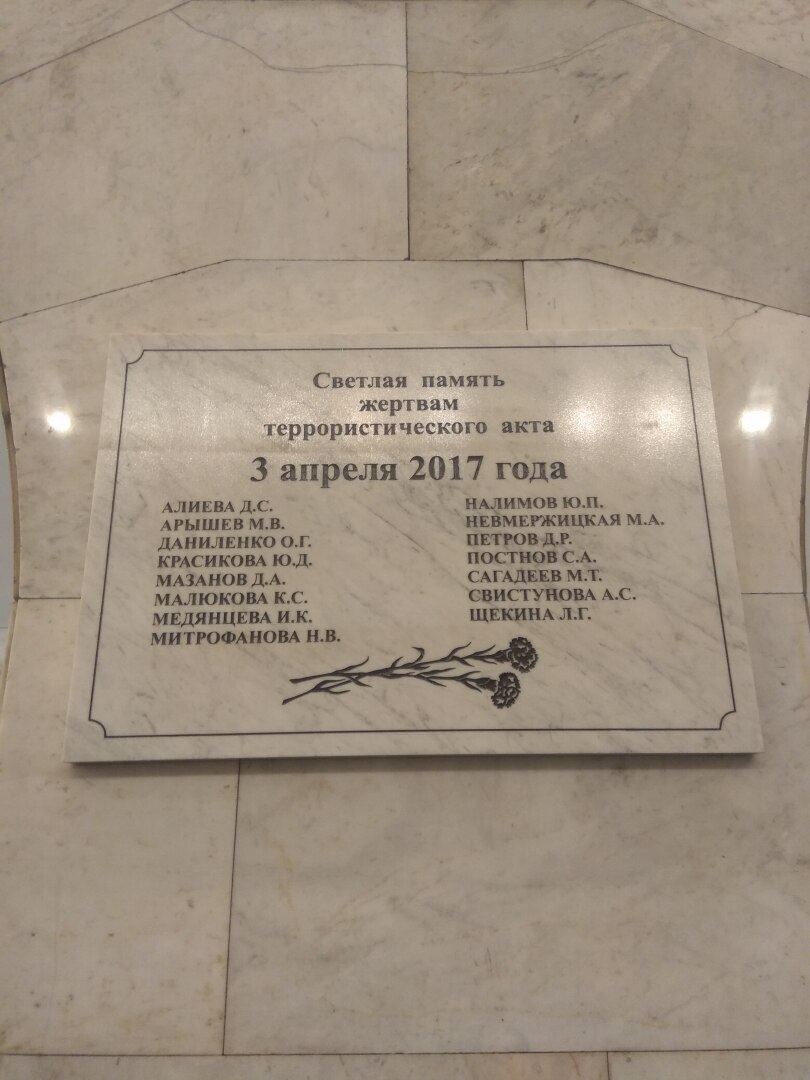 Светлая память
жертвам
террористического акта
3 апреля 2017 года
АЛИЕВА Д.С.
АРЫШЕВ М.В.
ДАНИЛЕНКО О.Г.
КРАСИКОВА Ю.Д.
МАЗАНОВ Д.А.
МАЛЮКОВА К.С.
МЕДЯНЦЕВА И.К.
МИТРОФАНОВА Н.В.
НАЛИМОВ Ю.П.
НЕВМЕРЖИЦКАЯ М.А.
ПЕТРОВ Д.Р.
ПОСТНОВ С.А.
САГАДЕЕВ М.Т.
СВИСТУНОВА А.С.
ЩЕКИНА Л.Г.